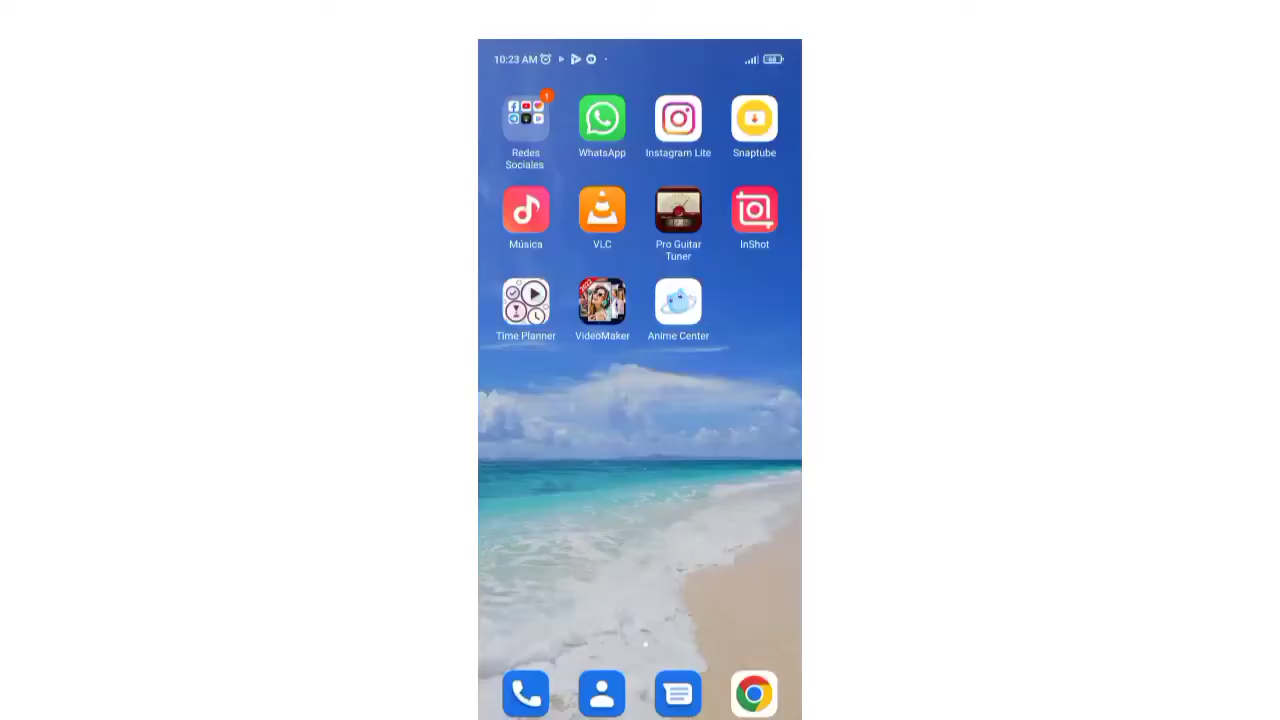 10:23 AM
1
Redes
Sociales
WhatsApp
Instagram Lite
Snaptube
Música
VLC
Pro Guitar
Tuner
InShot
Time Planner
VideoMaker
Anime Center